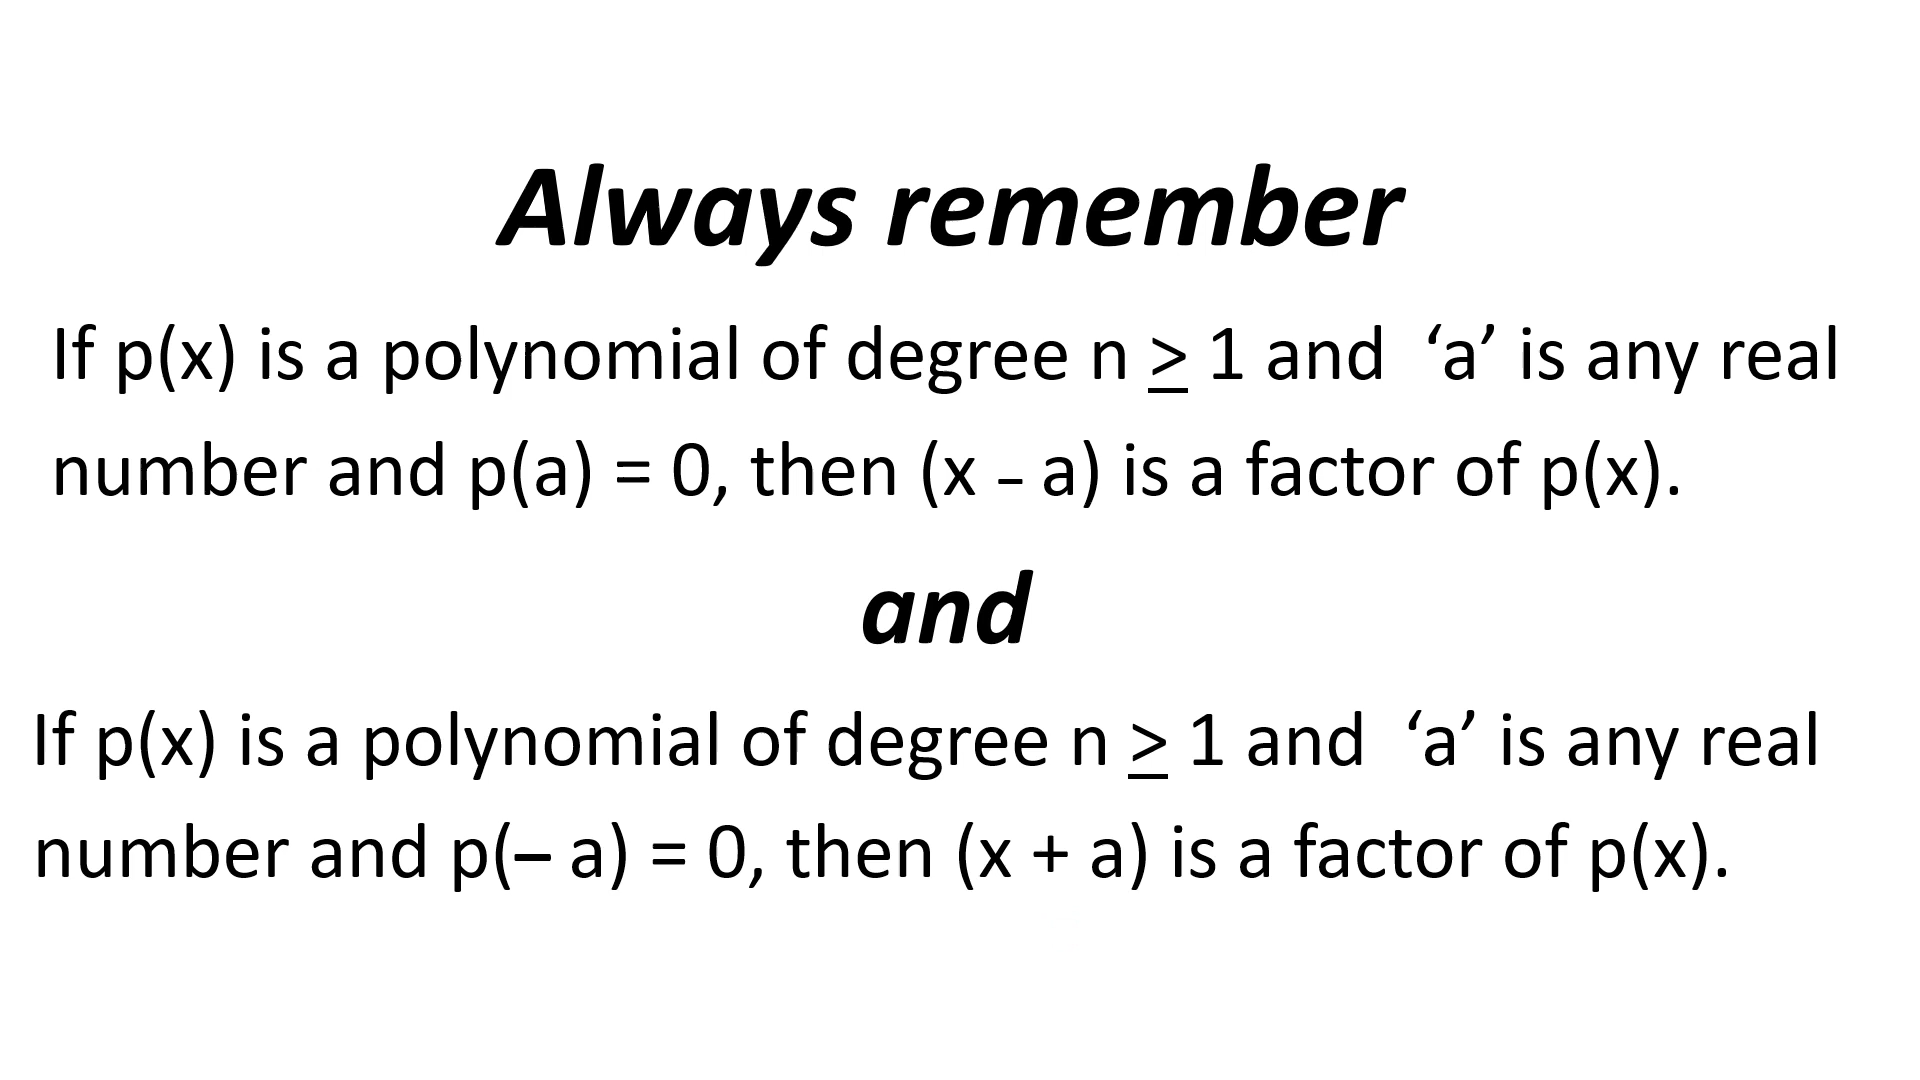 Always remember
If p(x) is a polynomial of degree n ≥ 1 and ‘a’ is any real
number and p(a) = 0, then (x – a) is a factor of p(x).
and
If p(x) is a polynomial of degree n ≥ 1 and ‘a’ is any real
number and p(– a) = 0, then (x + a) is a factor of p(x).